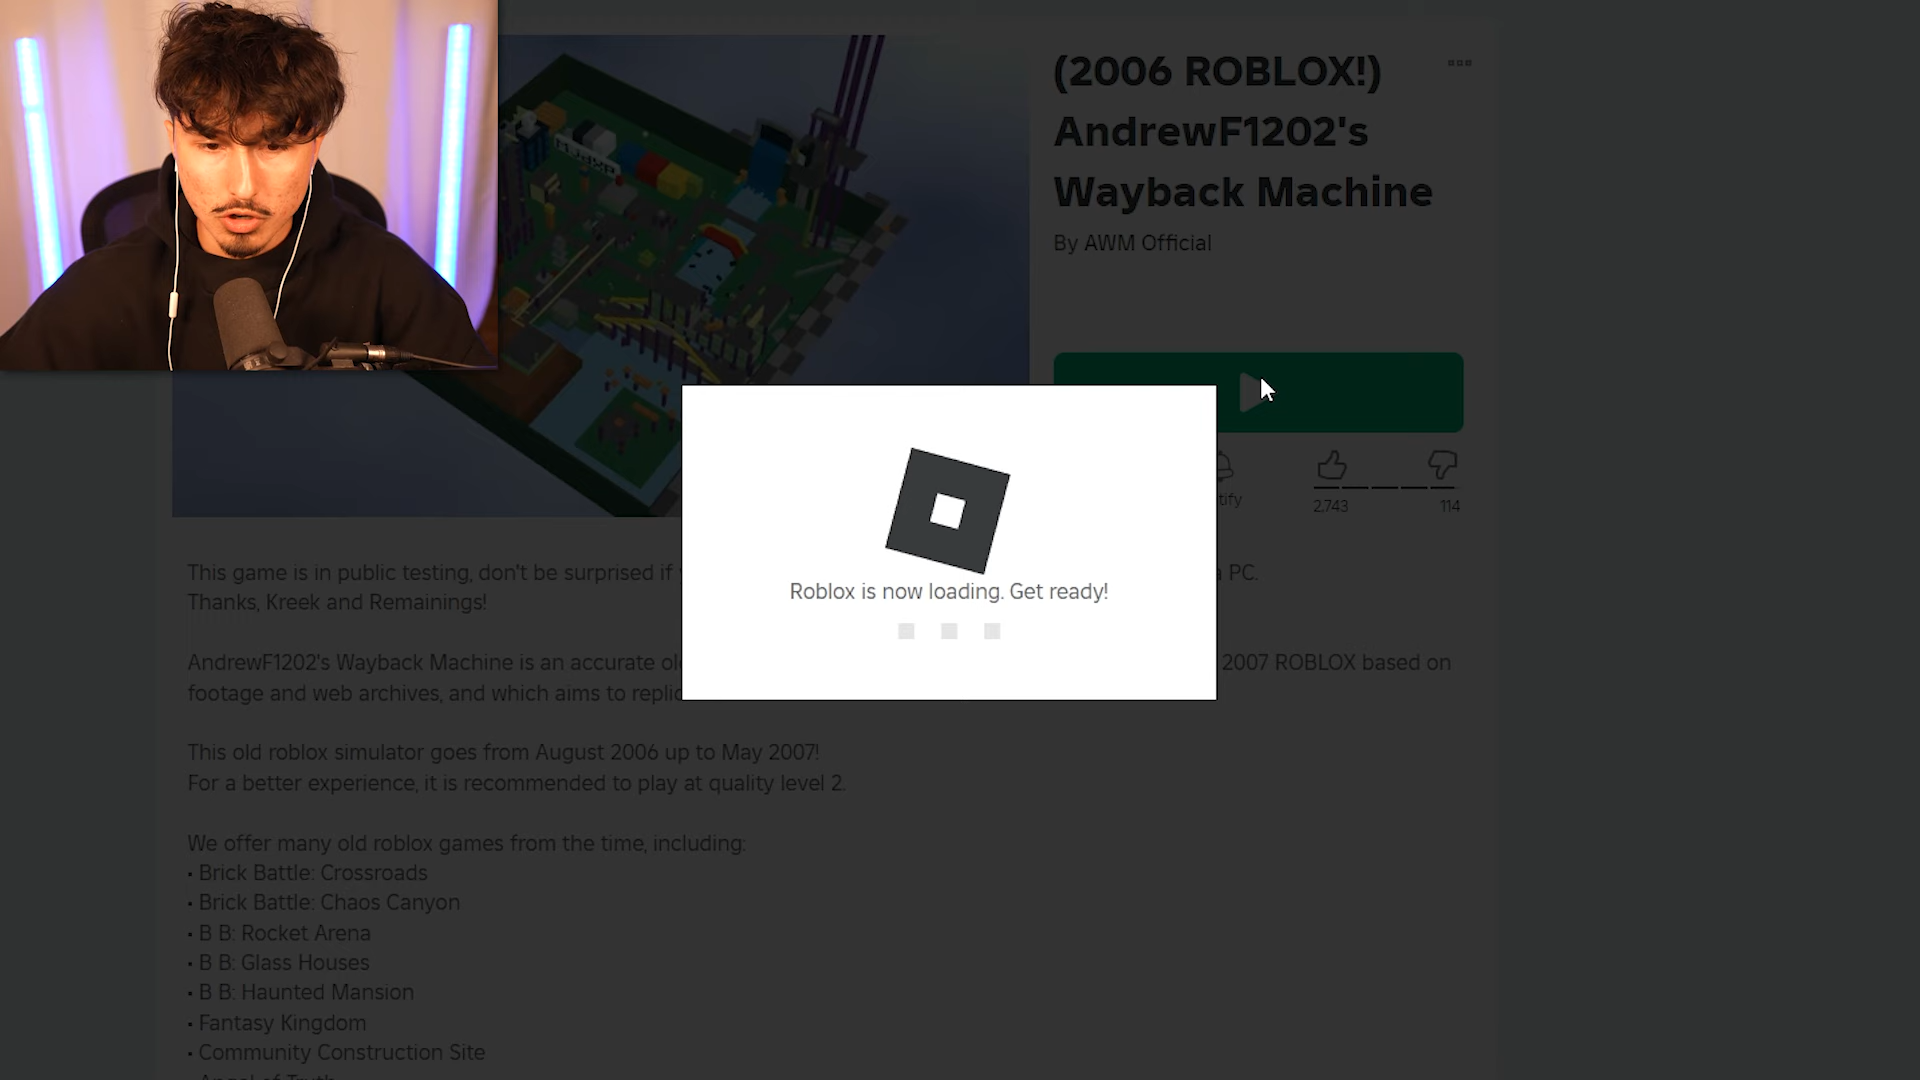 (2006 ROBLOX!)
AndrewF1202's
Wayback Machine
By AWM Official
tify
2,743
114
Roblox is now loading. Get ready!
This game is in public testing, don't be surprised if
a PC.
Thanks, Kreek and Remainings!
AndrewF1202's Wayback Machine is an accurate
2007 ROBLOX based on
footage and web archives, and which aims to
This old roblox simulator goes from August 2006 up to May 2007!
For a better experience, it is recommended to play at quality level 2.
We offer many old roblox games from the time, including:
• Brick Battle: Crossroads
• Brick Battle: Chaos Canyon
• B B: Rocket Arena
• B B: Glass Houses
• B B: Haunted Mansion
• Fantasy Kingdom
• Community Construction Site
• Angel of Truth